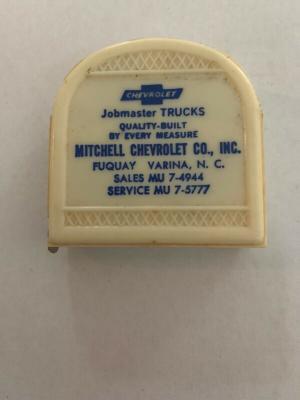 CHEVROLET
Jobmaster TRUCKS
QUALITY-BUILT
BY EVERY MEASURE
MITCHELL CHEVROLET CO., INC.
FUQUAY VARINA, N. C.
SALES MU 7-4944
SERVICE MU 7-5777